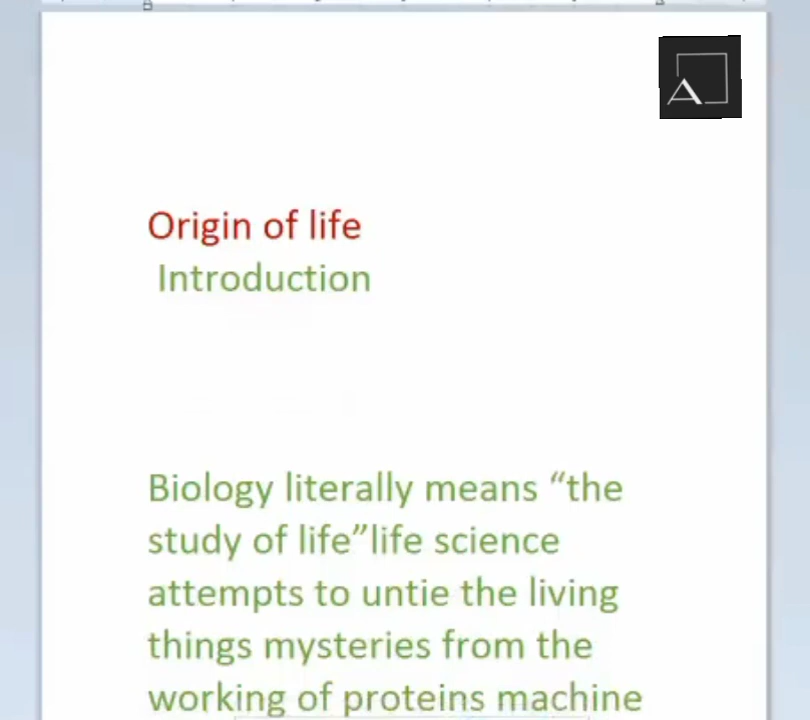 A
Origin of life
Introduction
Biology literally means “the
study of life”life science
attempts to untie the living
things mysteries from the
working of proteins machine